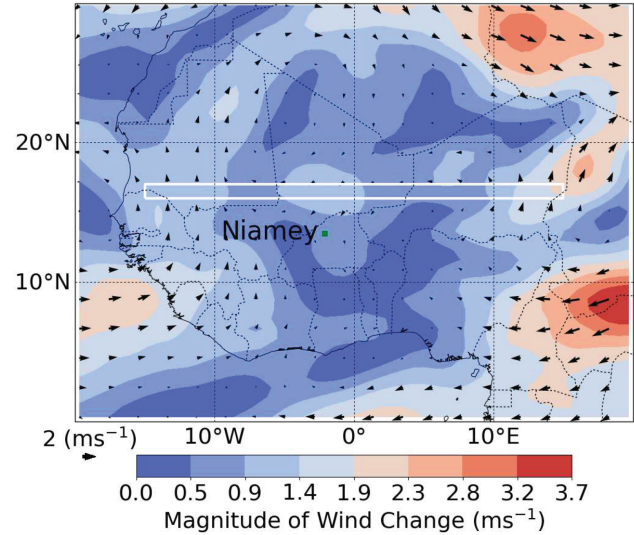 20°N
Niamey
10°N
2 (ms⁻¹)
10°W 0° 10°E
0.0 0.5 0.9 1.4 1.9 2.3 2.8 3.2 3.7
Magnitude of Wind Change (ms⁻¹)